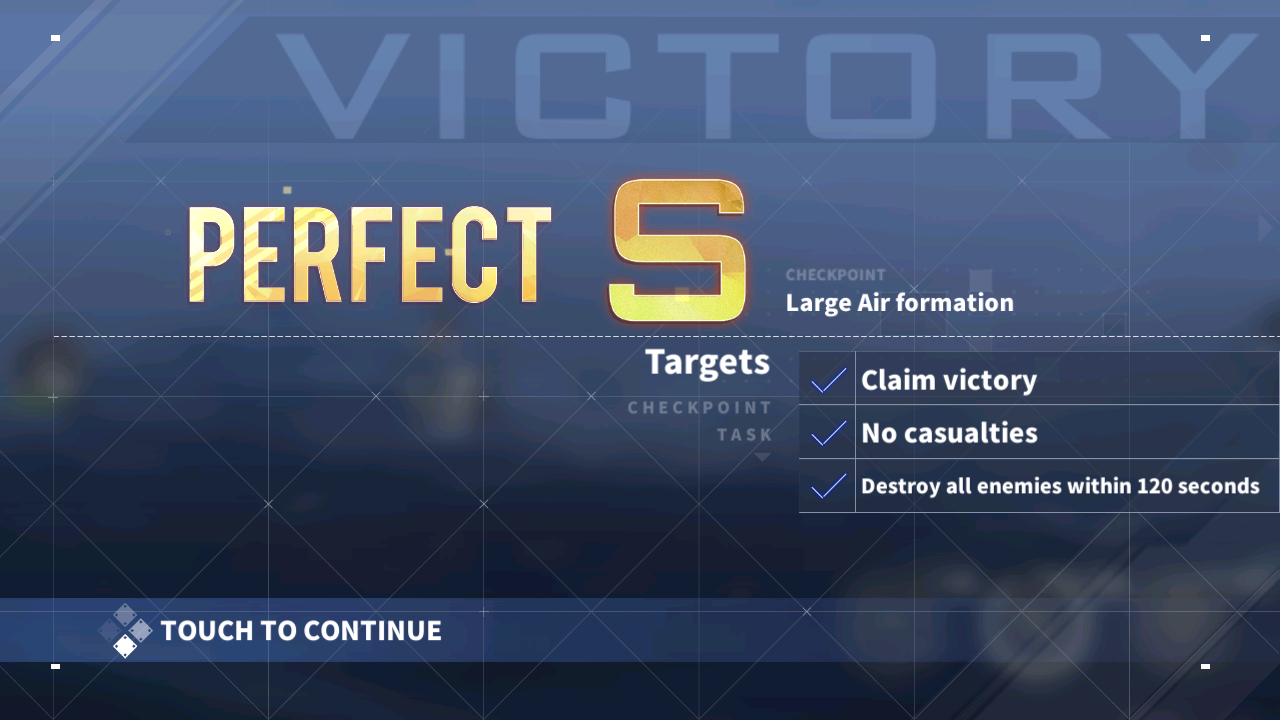 VICTORY
PERFECT S
CHECKPOINT
Large Air formation
Targets
CHECKPOINT
TASK
Claim victory
No casualties
Destroy all enemies within 120 seconds
TOUCH TO CONTINUE